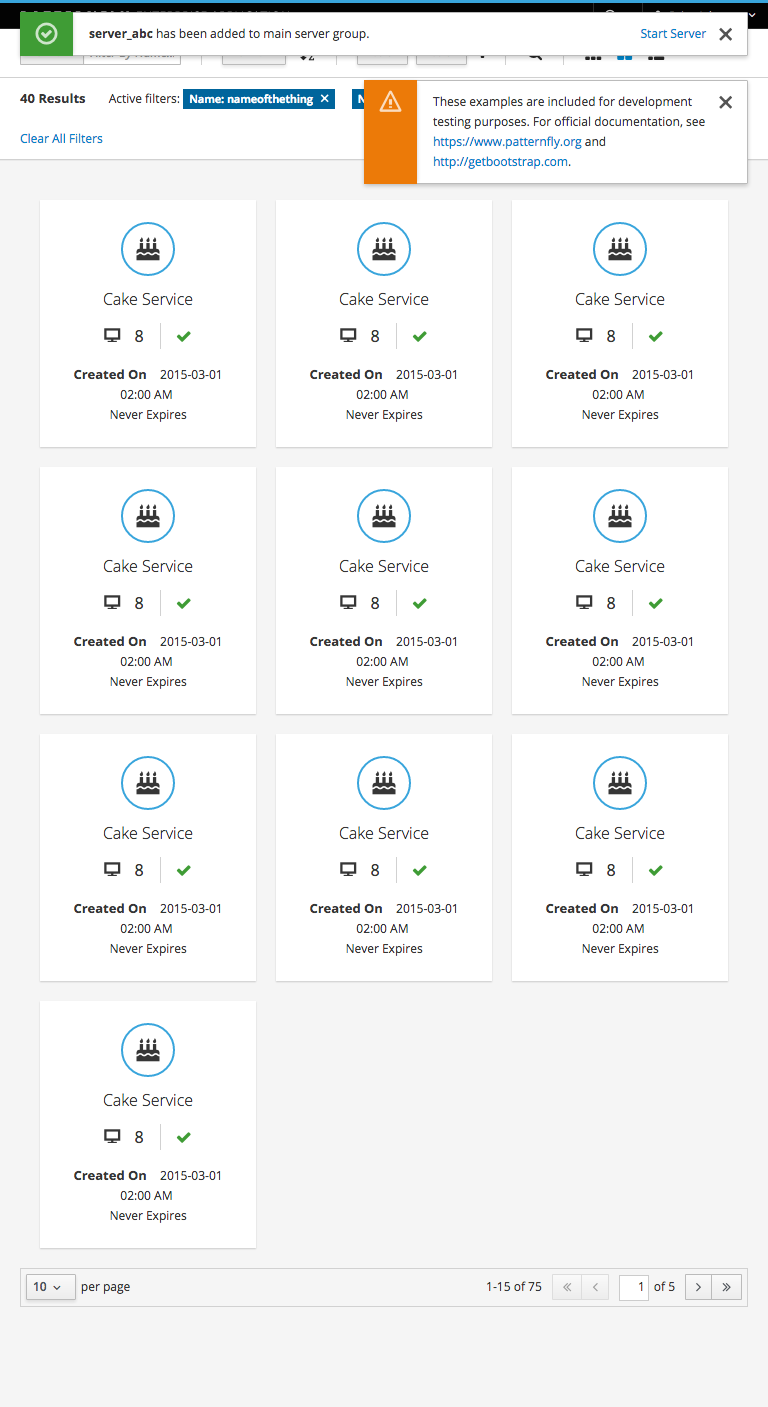 server_abc has been added to main server group. Start Server
40 Results Active filters: Name: nameofthething
These examples are included for development
testing purposes. For official documentation, see
https://www.patternfly.org and
http://getbootstrap.com.
Clear All Filters
Cake Service
8
Created On 2015-03-01
02:00 AM
Never Expires
Cake Service
8
Created On 2015-03-01
02:00 AM
Never Expires
Cake Service
8
Created On 2015-03-01
02:00 AM
Never Expires
Cake Service
8
Created On 2015-03-01
02:00 AM
Never Expires
Cake Service
8
Created On 2015-03-01
02:00 AM
Never Expires
Cake Service
8
Created On 2015-03-01
02:00 AM
Never Expires
Cake Service
8
Created On 2015-03-01
02:00 AM
Never Expires
Cake Service
8
Created On 2015-03-01
02:00 AM
Never Expires
Cake Service
8
Created On 2015-03-01
02:00 AM
Never Expires
Cake Service
8
Created On 2015-03-01
02:00 AM
Never Expires
10 per page 1-15 of 75 1 of 5